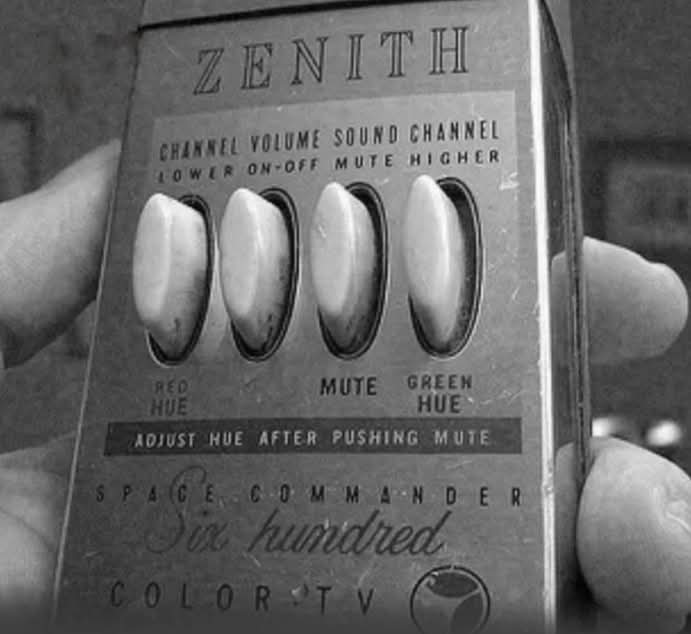 ZENITH
CHANNEL VOLUME SOUND CHANNEL
LOWER ON-OFF MUTE HIGHER
RED MUTE GREEN
HUE HUE
ADJUST HUE AFTER PUSHING MUTE
SPACE COMMANDER
Six hundred
COLOR TV